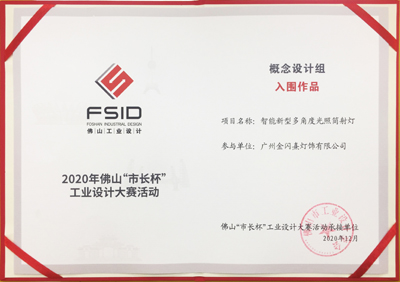 FSID
FOSHAN INDUSTRIAL DESIGN
佛山工业设计
2020年佛山“市长杯”
工业设计大赛活动
概念设计组
入围作品
项目名称：智能新型多角度光照筒射灯
参与单位：广州金闪嘉灯饰有限公司
佛山“市长杯”工业设计大赛活动承接单位
2020年12月